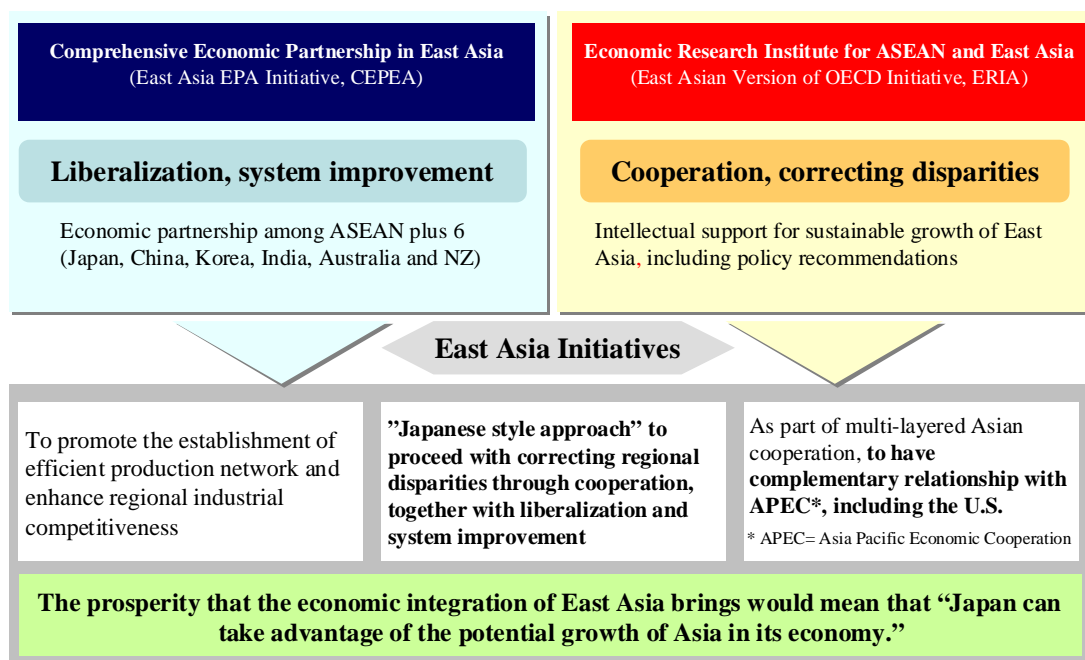 Comprehensive Economic Partnership in East Asia
(East Asia EPA Initiative, CEPEA)
Liberalization, system improvement
Economic partnership among ASEAN plus 6
(Japan, China, Korea, India, Australia and NZ)
Economic Research Institute for ASEAN and East Asia
(East Asian Version of OECD Initiative, ERIA)
Cooperation, correcting disparities
Intellectual support for sustainable growth of East
Asia, including policy recommendations
East Asia Initiatives
To promote the establishment of
efficient production network and
enhance regional industrial
competitiveness
”Japanese style approach” to
proceed with correcting regional
disparities through cooperation,
together with liberalization and
system improvement
As part of multi-layered Asian
cooperation, to have
complementary relationship with
APEC*, including the U.S.
* APEC= Asia Pacific Economic Cooperation
The prosperity that the economic integration of East Asia brings would mean that “Japan can
take advantage of the potential growth of Asia in its economy.”